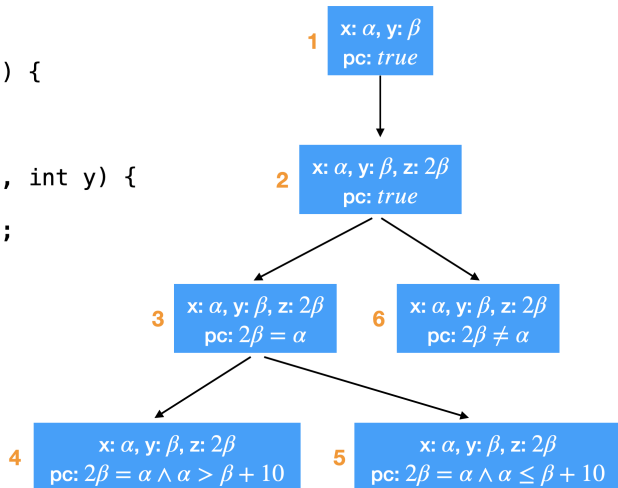 1
x: α, y: β
pc: true
) {
, int y) {
;
2
x: α, y: β, z: 2β
pc: true
3
x: α, y: β, z: 2β
pc: 2β = α
6
x: α, y: β, z: 2β
pc: 2β ≠ α
4
x: α, y: β, z: 2β
pc: 2β = α ∧ α > β + 10
5
x: α, y: β, z: 2β
pc: 2β = α ∧ α ≤ β + 10